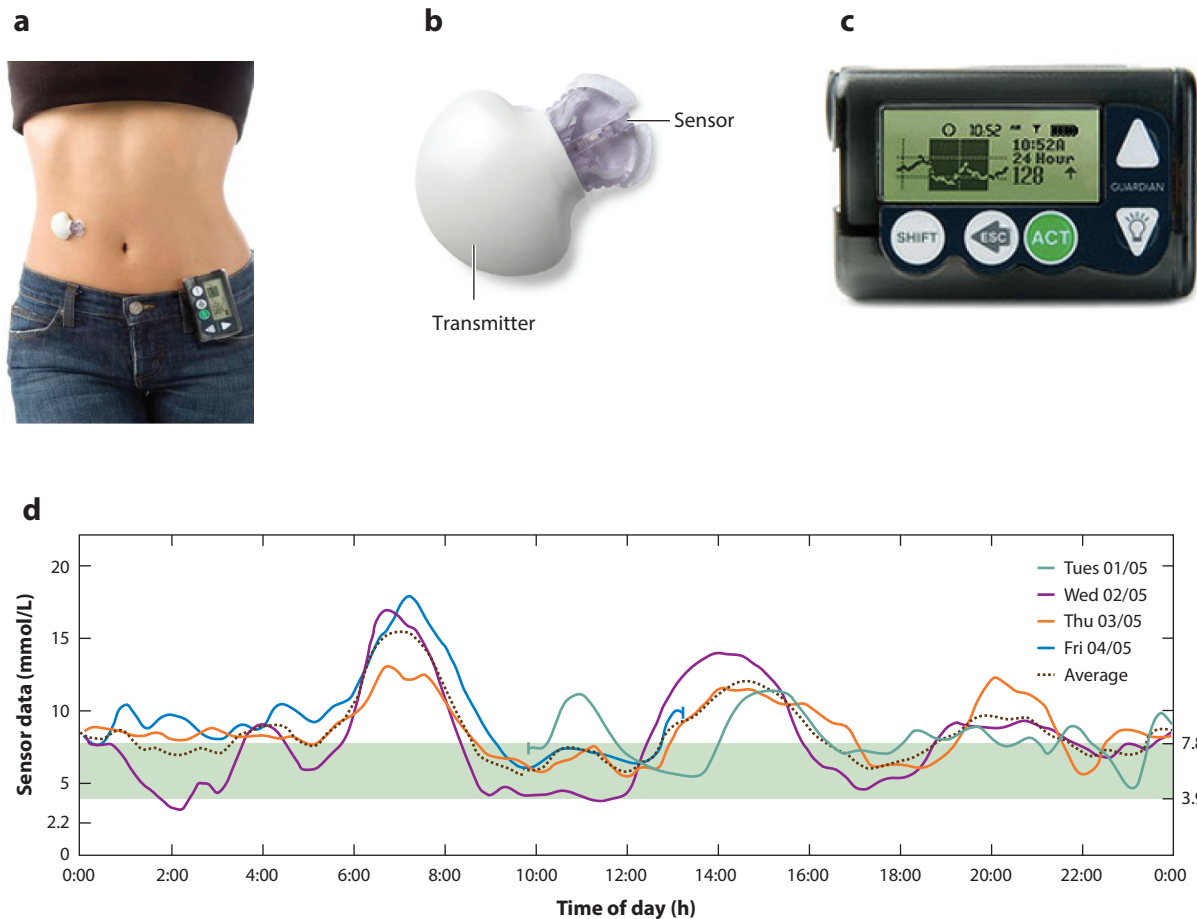 a
b
c
Sensor
Transmitter
10:52
10:52A
24 Hour
128
GUARDIAN
SHIFT
ESC
ACT
d
Sensor data (mmol/L)
20
15
10
5
2.2
0
Tues 01/05
Wed 02/05
Thu 03/05
Fri 04/05
Average
7.8
3.9
0:00 2:00 4:00 6:00 8:00 10:00 12:00 14:00 16:00 18:00 20:00 22:00 0:00
Time of day (h)